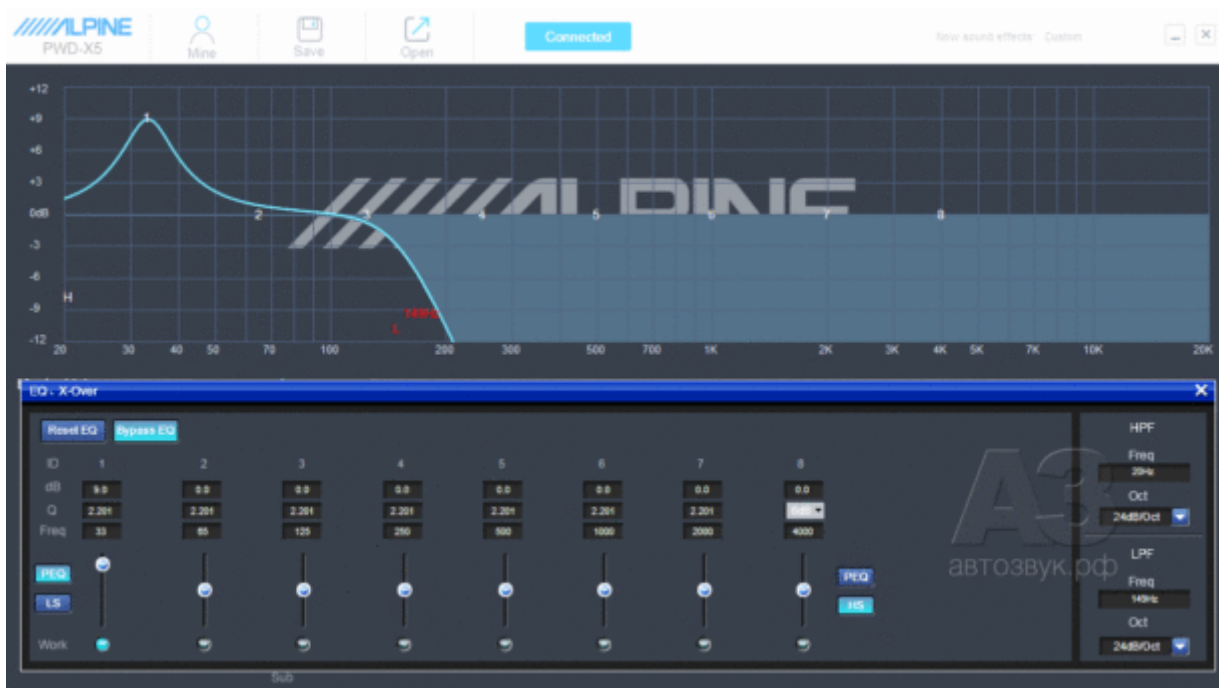 ALPINE
PWD-X5
Mine
Save
Open
Connected
Now sound effects: Custom
+12
+9
+6
+3
0dB
-3
-6
-9
-12
1
2
3
4
5
6
7
8
ALPINE
H
149Hz
L
20 30 40 50 70 100 200 300 500 700 1K 2K 3K 4K 5K 7K 10K 20K
EQ - X-Over
Reset EQ Bypass EQ
ID 1 2 3 4 5 6 7 8
dB 9.0 0.0 0.0 0.0 0.0 0.0 0.0 0.0
Q 2.201 2.201 2.201 2.201 2.201 2.201 2.201
Freq 33 65 125 250 500 1000 2000 4000
PEQ
LS
Work
PEQ
HS
HPF
Freq
20Hz
Oct
24dB/Oct
LPF
Freq
149Hz
Oct
24dB/Oct
АЗ
автозвук.рф
Sub